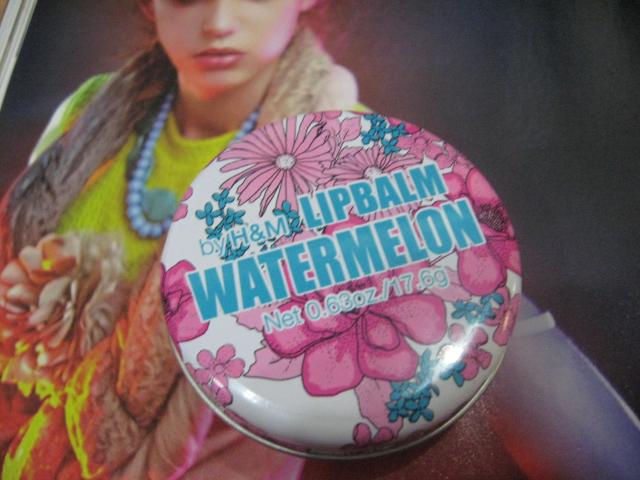 LIPBALM
by H&M
WATERMELON
Net 0.63oz./17.6g